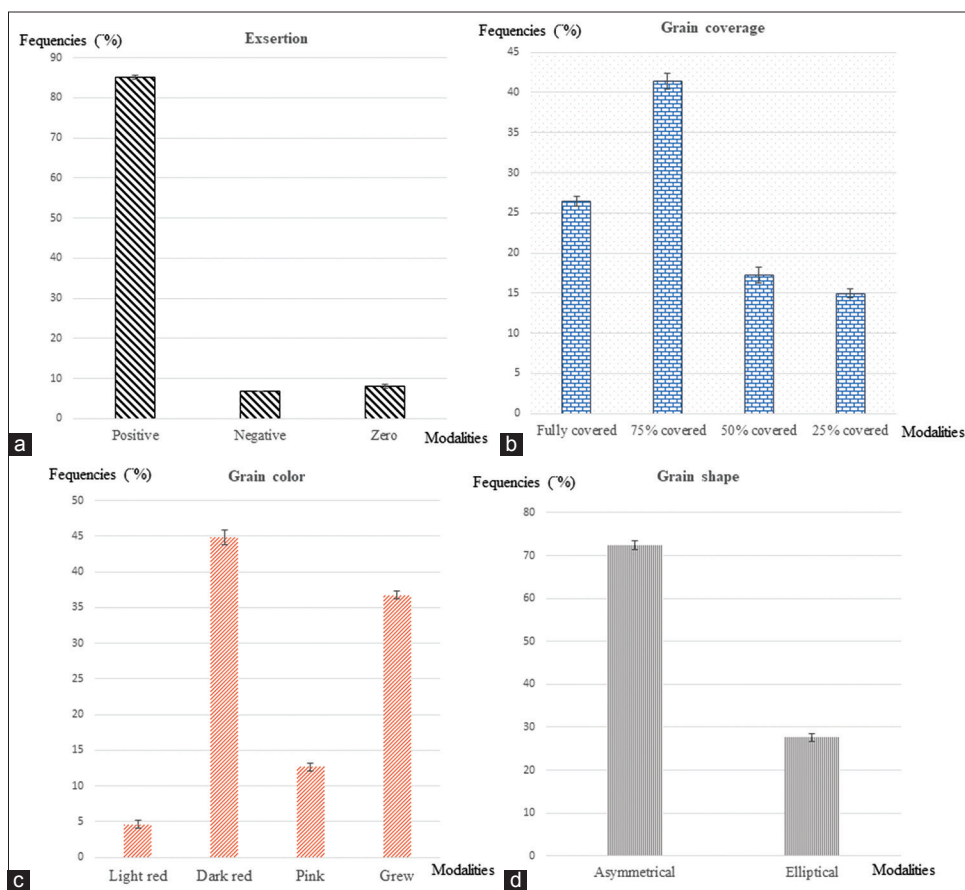 Fequencies (˜%)
Exsertion
90
80
70
60
50
40
30
20
10
0
Positive Negative Zero Modalities
a
Fequencies (˜%)
Grain coverage
45
40
35
30
25
20
15
10
5
0
Fully covered 75% covered 50% covered 25% covered Modalities
b
Fequencies (˜%)
Grain color
50
45
40
35
30
25
20
15
10
5
0
Light red Dark red Pink Grew Modalities
c
Fequencies (˜%)
Grain shape
80
70
60
50
40
30
20
10
0
Asymmetrical Elliptical Modalities
d